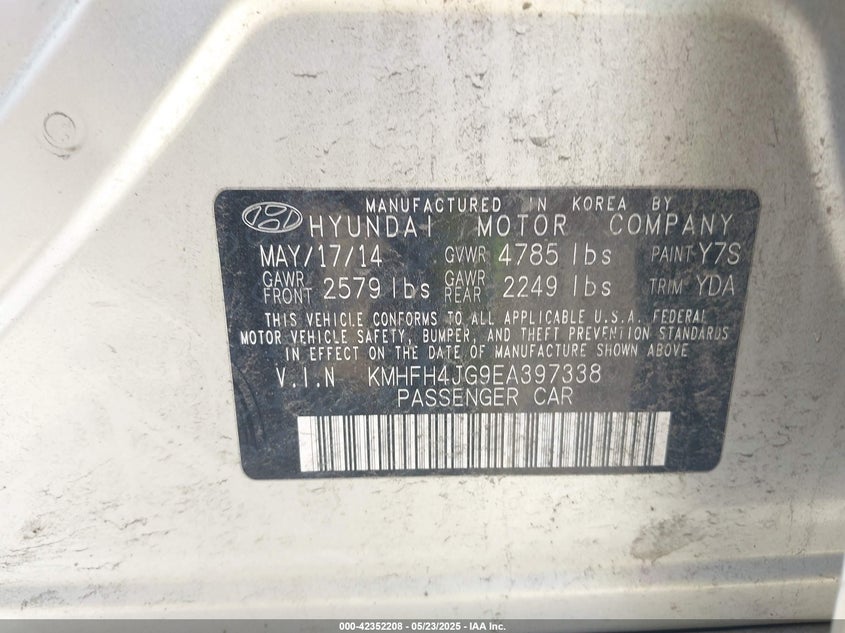 MANUFACTURED IN KOREA BY
HYUNDAI MOTOR COMPANY
MAY/17/14 GVWR 4785 lbs PAINT Y7S
GAWR FRONT 2579 lbs GAWR REAR 2249 lbs TRIM YDA
THIS VEHICLE CONFORMS TO ALL APPLICABLE U.S.A. FEDERAL
MOTOR VEHICLE SAFETY, BUMPER, AND THEFT PREVENTION STANDARDS
IN EFFECT ON THE DATE OF MANUFACTURE SHOWN ABOVE
V.I.N KMHFH4JG9EA397338
PASSENGER CAR
000-42352208 - 05/23/2025 - IAA Inc.